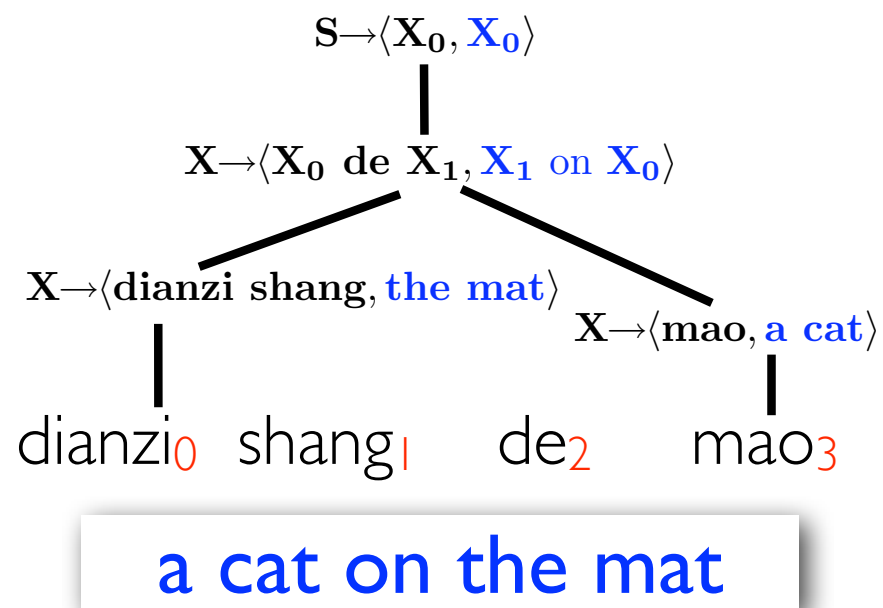 S→⟨X₀, X₀⟩
X→⟨X₀ de X₁, X₁ on X₀⟩
X→⟨dianzi shang, the mat⟩
X→⟨mao, a cat⟩
dianzi₀ shang₁ de₂ mao₃
a cat on the mat